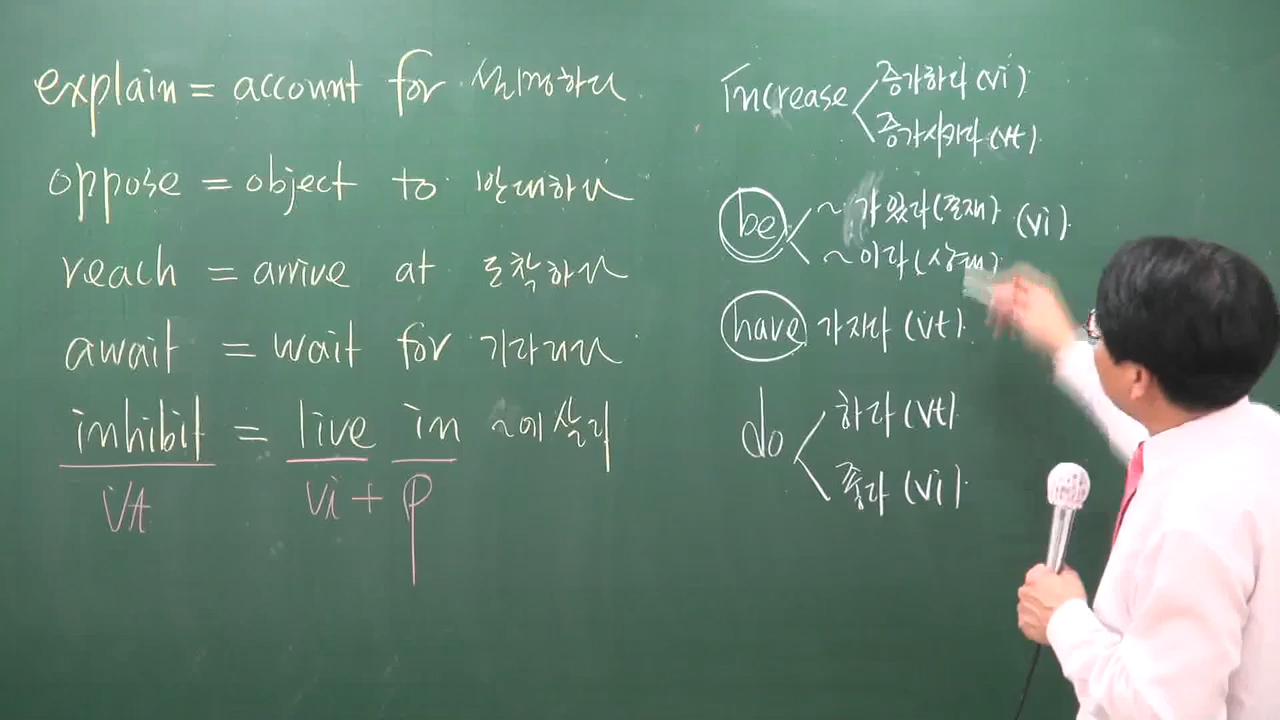 explain = account for 설명하다
oppose = object to 반대하다
reach = arrive at 도착하다
await = wait for 기다리다
inhibit = live in ~에 살다
vt vi + p
increase 증가하다 (vi)
증가시키다 (vt)
be ~가 있다 (존재) (vi)
~이다 (상태)
have 가지다 (vt)
do 하다 (vt)
좋다 (vi)